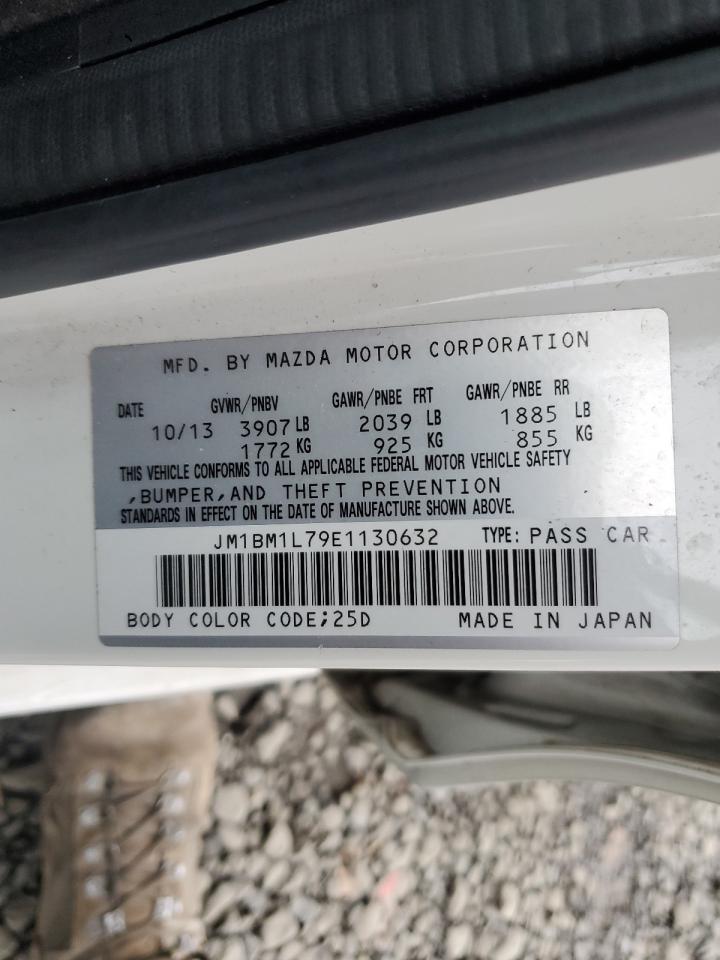 MFD. BY MAZDA MOTOR CORPORATION
DATE GVWR/PNBV GAWR/PNBE FRT GAWR/PNBE RR
10/13 3907 LB 2039 LB 1885 LB
1772 KG 925 KG 855 KG
THIS VEHICLE CONFORMS TO ALL APPLICABLE FEDERAL MOTOR VEHICLE SAFETY
,BUMPER,AND THEFT PREVENTION
STANDARDS IN EFFECT ON THE DATE OF MANUFACTURE SHOWN ABOVE.
JM1BM1L79E1130632 TYPE: PASS CAR
BODY COLOR CODE;25D MADE IN JAPAN